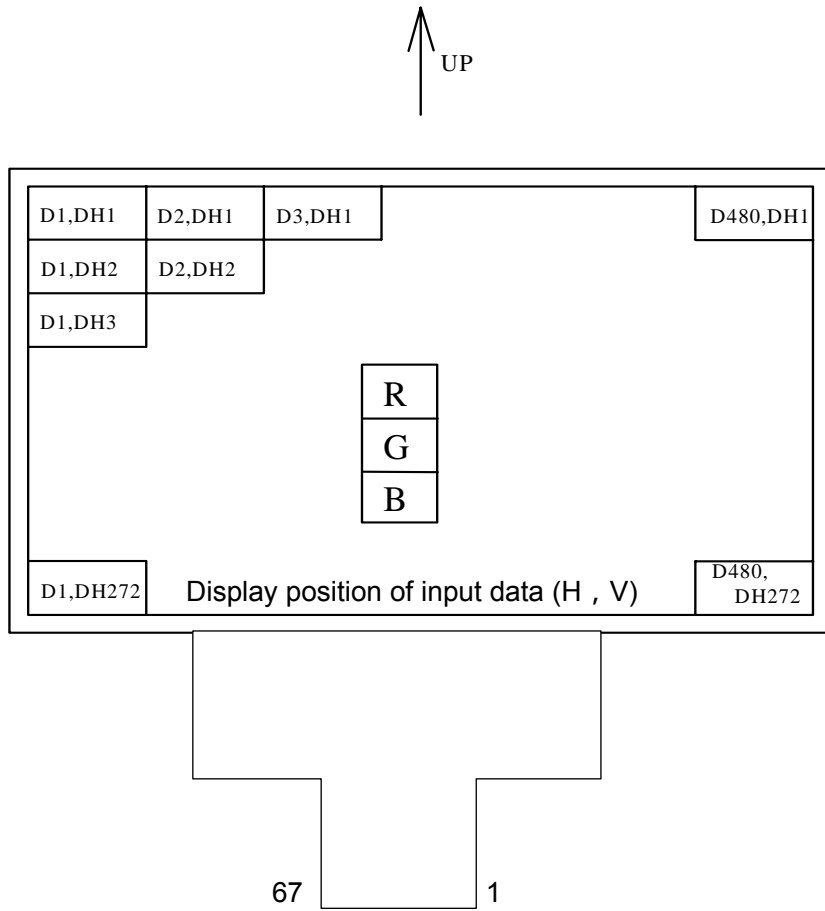 UP
D1,DH1 D2,DH1 D3,DH1 D480,DH1
D1,DH2 D2,DH2
D1,DH3
R
G
B
D1,DH272 Display position of input data (H , V) D480,
DH272
67 1